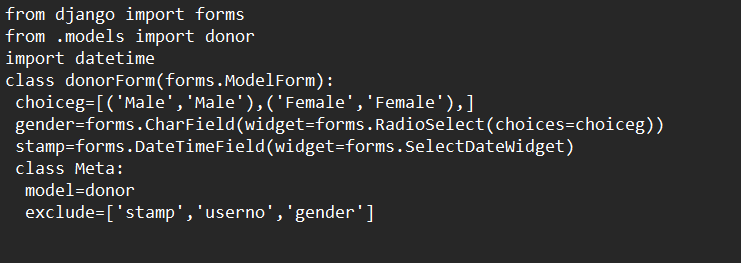 from django import forms
from .models import donor
import datetime
class donorForm(forms.ModelForm):
 choiceg=[('Male','Male'),('Female','Female'),]
 gender=forms.CharField(widget=forms.RadioSelect(choices=choiceg))
 stamp=forms.DateTimeField(widget=forms.SelectDateWidget)
 class Meta:
  model=donor
  exclude=['stamp','userno','gender']